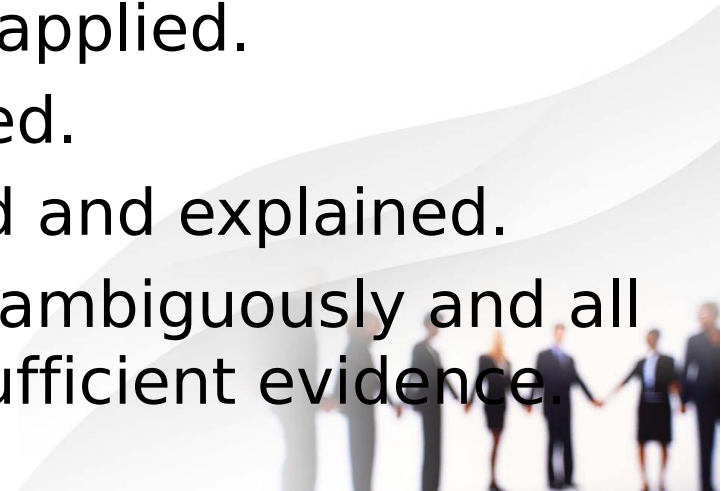 applied.
ed.
d and explained.
ambiguously and all
ufficient evidence.